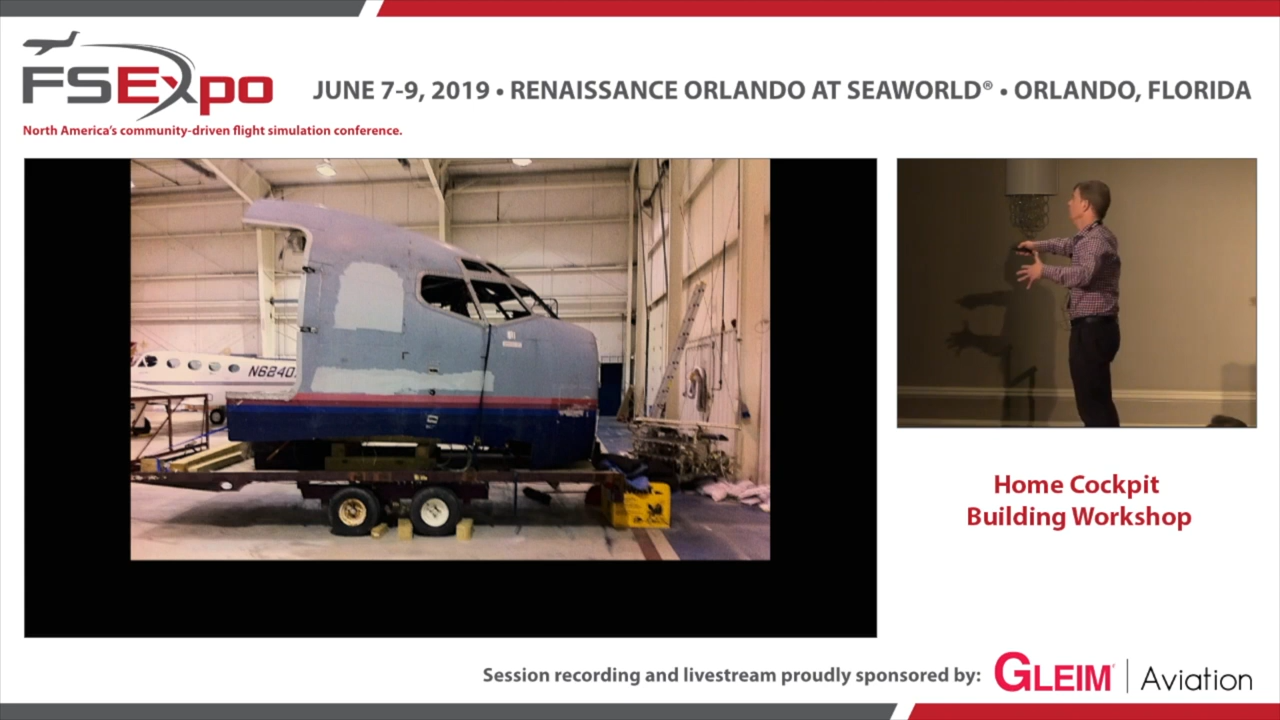 FSExpo
JUNE 7-9, 2019 • RENAISSANCE ORLANDO AT SEAWORLD® • ORLANDO, FLORIDA
North America's community-driven flight simulation conference.
N6240
Home Cockpit
Building Workshop
Session recording and livestream proudly sponsored by:
GLEIM | Aviation